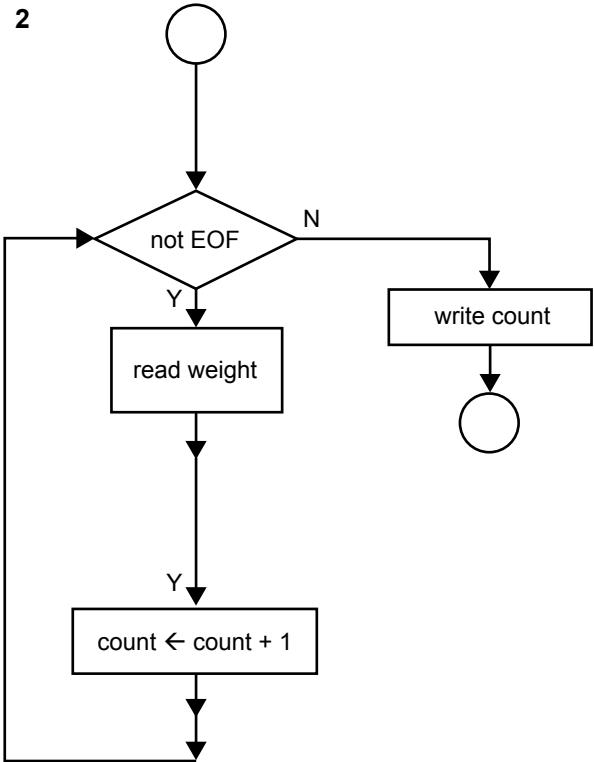 2
not EOF
N
Y
write count
read weight
Y
count ← count + 1